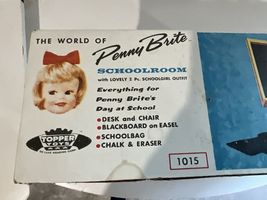 THE WORLD OF
Penny Brite
SCHOOLROOM
with LOVELY 2 Pc. SCHOOLGIRL OUTFIT
Everything for
Penny Brite's
Day at School
• DESK and CHAIR
• BLACKBOARD on EASEL
• SCHOOLBAG
• CHALK & ERASER
TOPPER
TOYS
1015